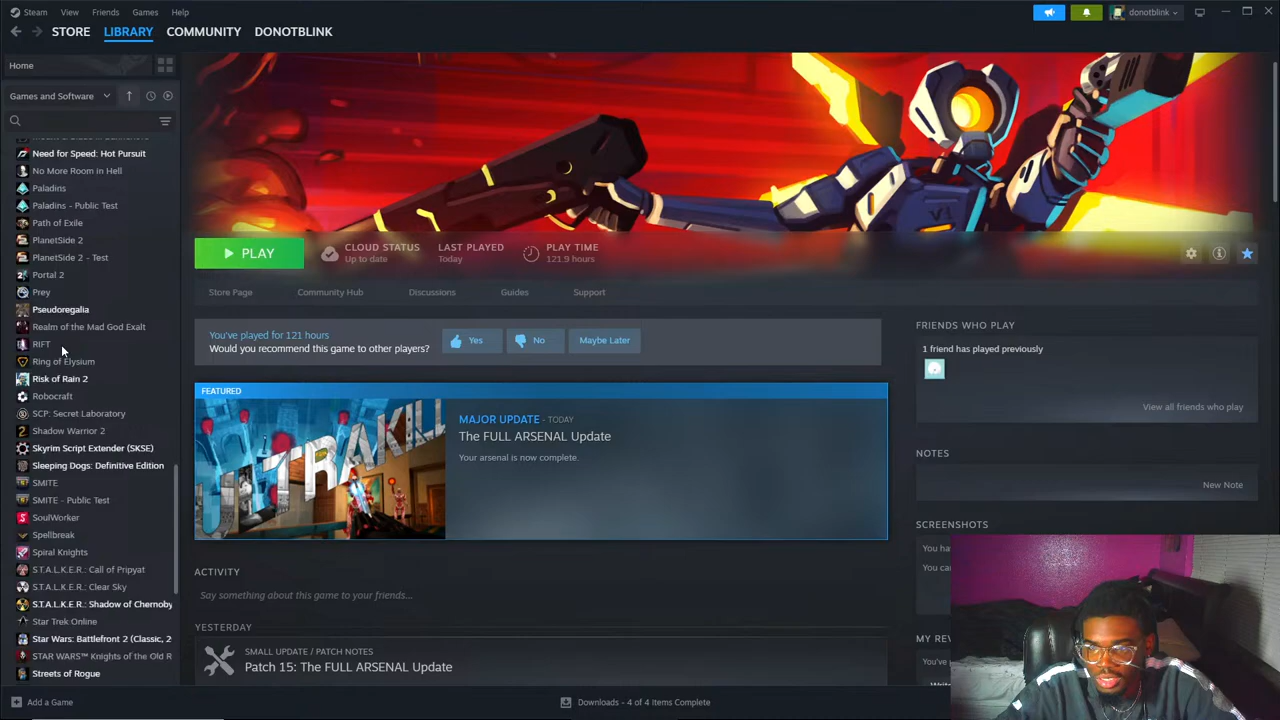 Steam View Friends Games Help
donotblink
STORE LIBRARY COMMUNITY DONOTBLINK
Home
Games and Software
Need for Speed: Hot Pursuit
No More Room in Hell
Paladins
Paladins - Public Test
Path of Exile
PlanetSide 2
PlanetSide 2 - Test
Portal 2
Prey
Pseudoregalia
Realm of the Mad God Exalt
RIFT
Ring of Elysium
Risk of Rain 2
Robocraft
SCP: Secret Laboratory
Shadow Warrior 2
Skyrim Script Extender (SKSE)
Sleeping Dogs: Definitive Edition
SMITE
SMITE - Public Test
SoulWorker
Spellbreak
Spiral Knights
S.T.A.L.K.E.R.: Call of Pripyat
S.T.A.L.K.E.R.: Clear Sky
S.T.A.L.K.E.R.: Shadow of Chernoby
Star Trek Online
Star Wars: Battlefront 2 (Classic, 2
STAR WARS™ Knights of the Old R
Streets of Rogue
Add a Game
V1
PLAY
CLOUD STATUS
Up to date
LAST PLAYED
Today
PLAY TIME
121.9 hours
Store Page Community Hub Discussions Guides Support
You've played for 121 hours
Would you recommend this game to other players?
Yes No Maybe Later
FEATURED
ULTRAKILL
MAJOR UPDATE - TODAY
The FULL ARSENAL Update
Your arsenal is now complete.
ACTIVITY
Say something about this game to your friends...
YESTERDAY
SMALL UPDATE / PATCH NOTES
Patch 15: The FULL ARSENAL Update
FRIENDS WHO PLAY
1 friend has played previously
View all friends who play
NOTES
New Note
SCREENSHOTS
You ha
You ca
MY RE
You've
Downloads - 4 of 4 Items Complete